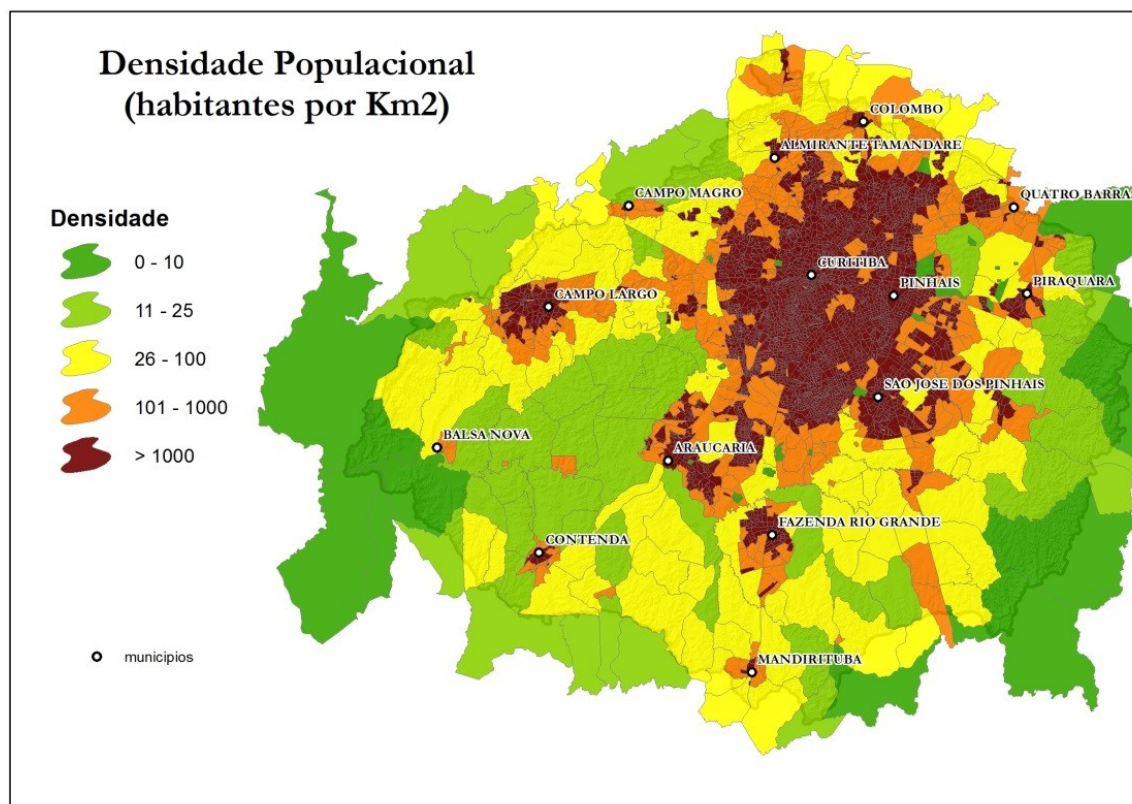 Densidade Populacional
(habitantes por Km2)
Densidade
0 - 10
11 - 25
26 - 100
101 - 1000
> 1000
municipios
COLOMBO
ALMIRANTE TAMANDARE
CAMPO MAGRO
QUATRO BARRAS
CURITIBA
PIRAQUARA
PINHAIS
CAMPO LARGO
SAO JOSE DOS PINHAIS
BALSA NOVA
ARAUCARIA
FAZENDA RIO GRANDE
CONTENDA
MANDIRITUBA